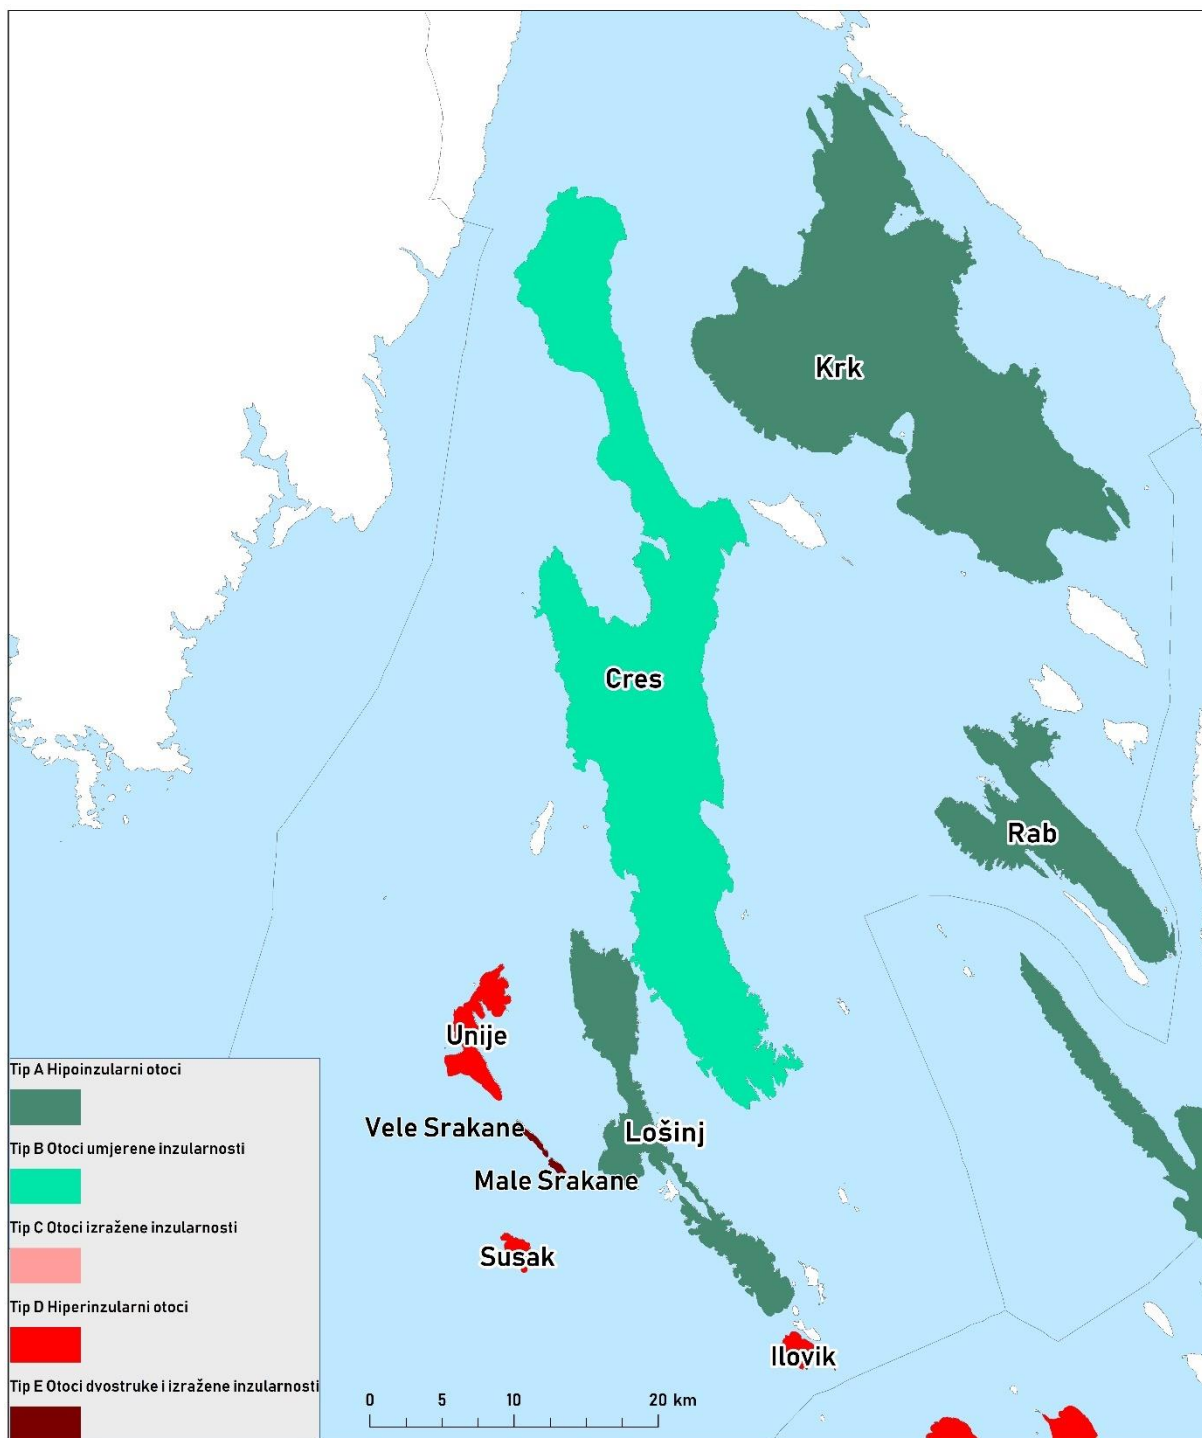 Krk
Cres
Rab
Unije
Vele Srakane
Lošinj
Male Srakane
Susak
Ilovik
Tip A Hipoinzularni otoci
Tip B Otoci umjerene inzularnosti
Tip C Otoci izražene inzularnosti
Tip D Hiperinzularni otoci
Tip E Otoci dvostruke i izražene inzularnosti
0 5 10 20 km